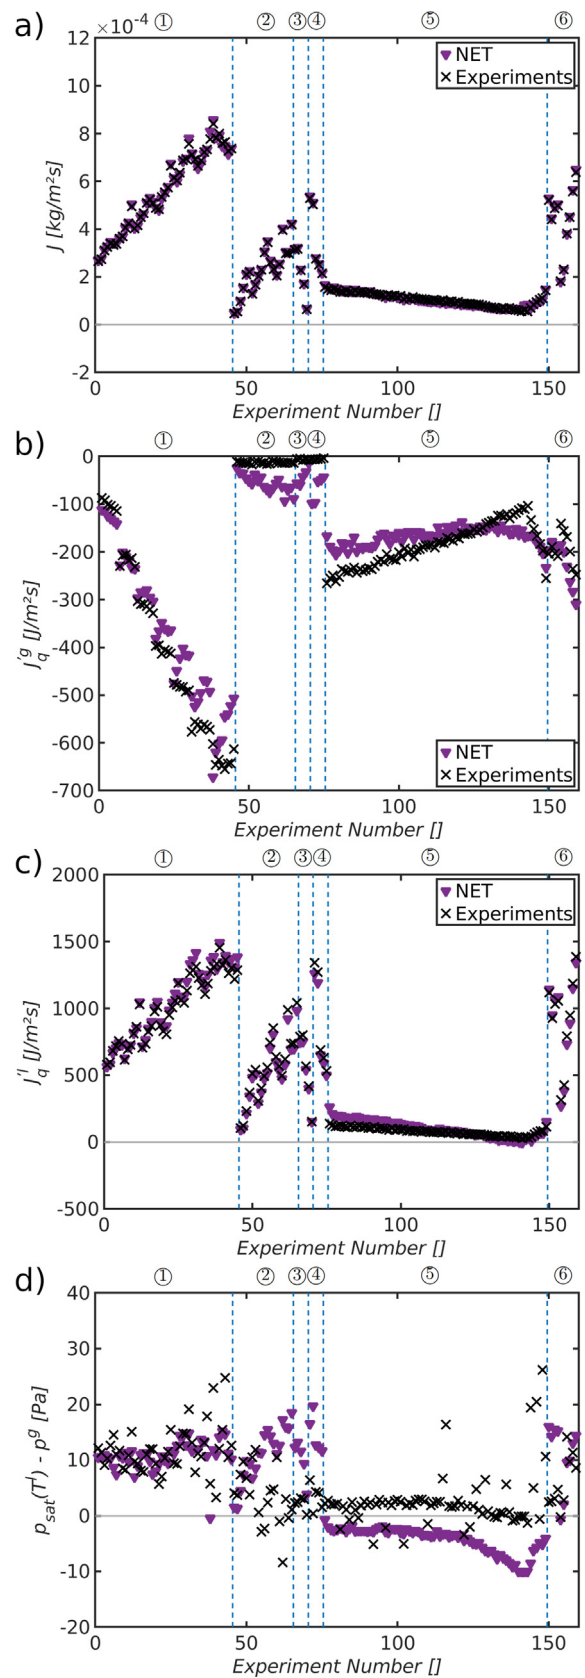 a)
×10⁻⁴
① ② ③ ④ ⑤ ⑥
12
10
8
6
4
2
0
-2
J [kg/m²s]
NET
Experiments
0 50 100 150
Experiment Number []
b)
① ② ③ ④ ⑤ ⑥
0
-100
-200
-300
-400
-500
-600
-700
J'q^g [J/m²s]
NET
Experiments
0 50 100 150
Experiment Number []
c)
① ② ③ ④ ⑤ ⑥
2000
1500
1000
500
0
-500
J'q^l [J/m²s]
NET
Experiments
0 50 100 150
Experiment Number []
d)
① ② ③ ④ ⑤ ⑥
40
30
20
10
0
-10
-20
p_sat(T^l) - p^g [Pa]
0 50 100 150
Experiment Number []